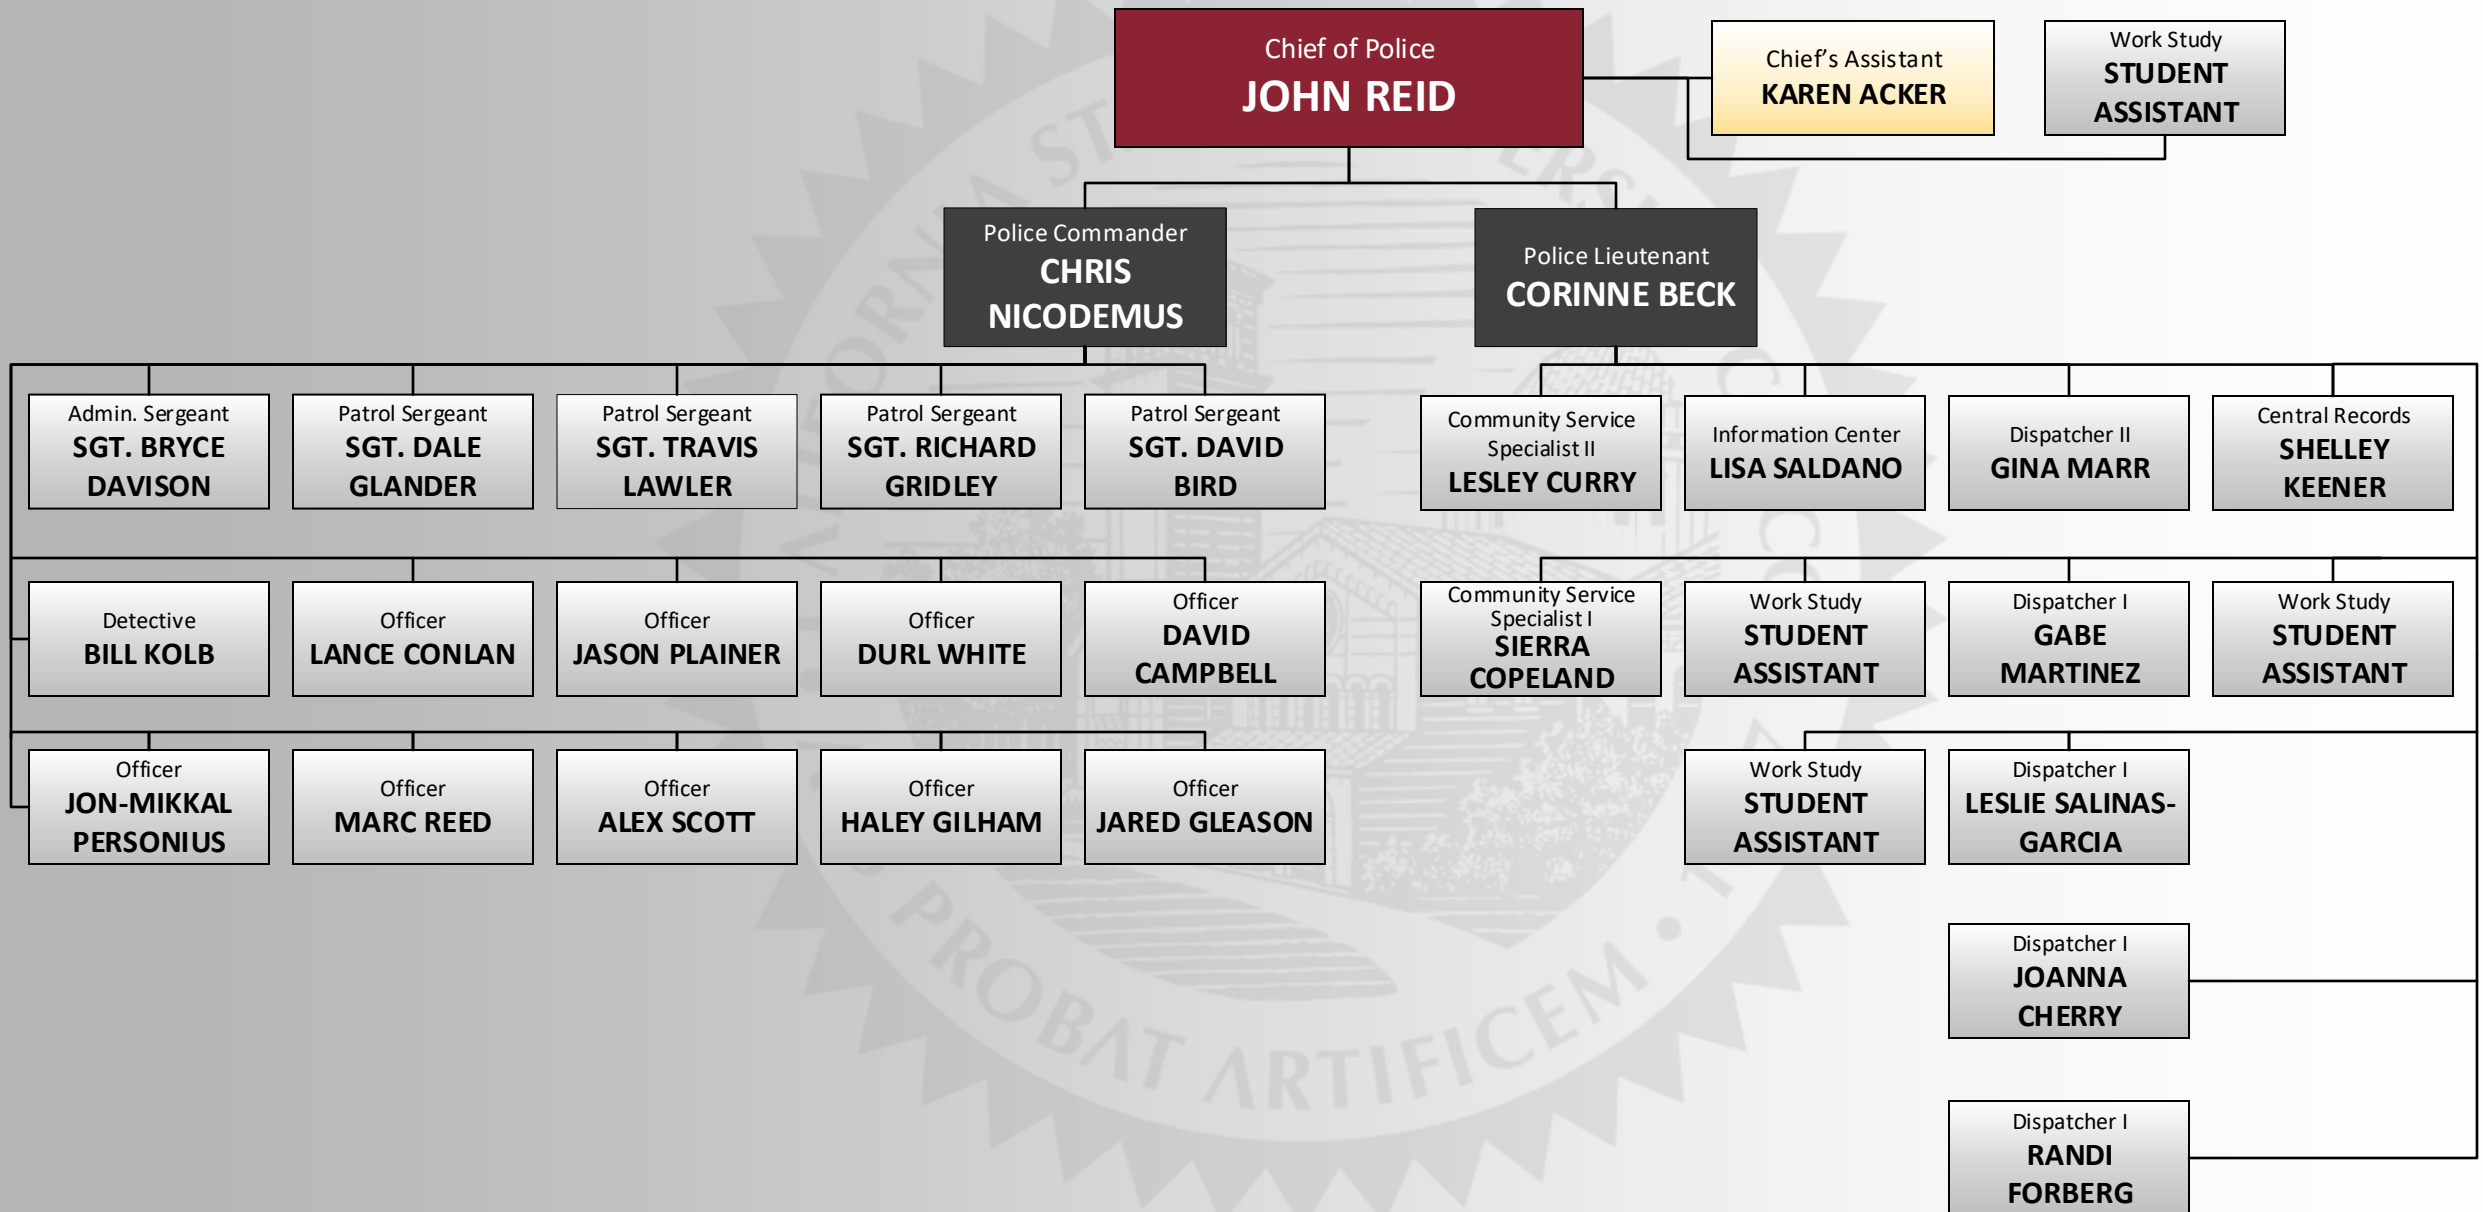 Chief of Police
JOHN REID
Chief’s Assistant
KAREN ACKER
Work Study
STUDENT
ASSISTANT
Police Commander
CHRIS
NICODEMUS
Police Lieutenant
CORINNE BECK
Admin. Sergeant
SGT. BRYCE
DAVISON
Patrol Sergeant
SGT. DALE
GLANDER
Patrol Sergeant
SGT. TRAVIS
LAWLER
Patrol Sergeant
SGT. RICHARD
GRIDLEY
Patrol Sergeant
SGT. DAVID
BIRD
Community Service
Specialist II
LESLEY CURRY
Information Center
LISA SALDANO
Dispatcher II
GINA MARR
Central Records
SHELLEY
KEENER
Detective
BILL KOLB
Officer
LANCE CONLAN
Officer
JASON PLAINER
Officer
DURL WHITE
Officer
DAVID
CAMPBELL
Community Service
Specialist I
SIERRA
COPELAND
Work Study
STUDENT
ASSISTANT
Dispatcher I
GABE
MARTINEZ
Work Study
STUDENT
ASSISTANT
Officer
JON-MIKKAL
PERSONIUS
Officer
MARC REED
Officer
ALEX SCOTT
Officer
HALEY GILHAM
Officer
JARED GLEASON
Work Study
STUDENT
ASSISTANT
Dispatcher I
LESLIE SALINAS-
GARCIA
Dispatcher I
JOANNA
CHERRY
Dispatcher I
RANDI
FORBERG
PROBAT ARTIFICEM